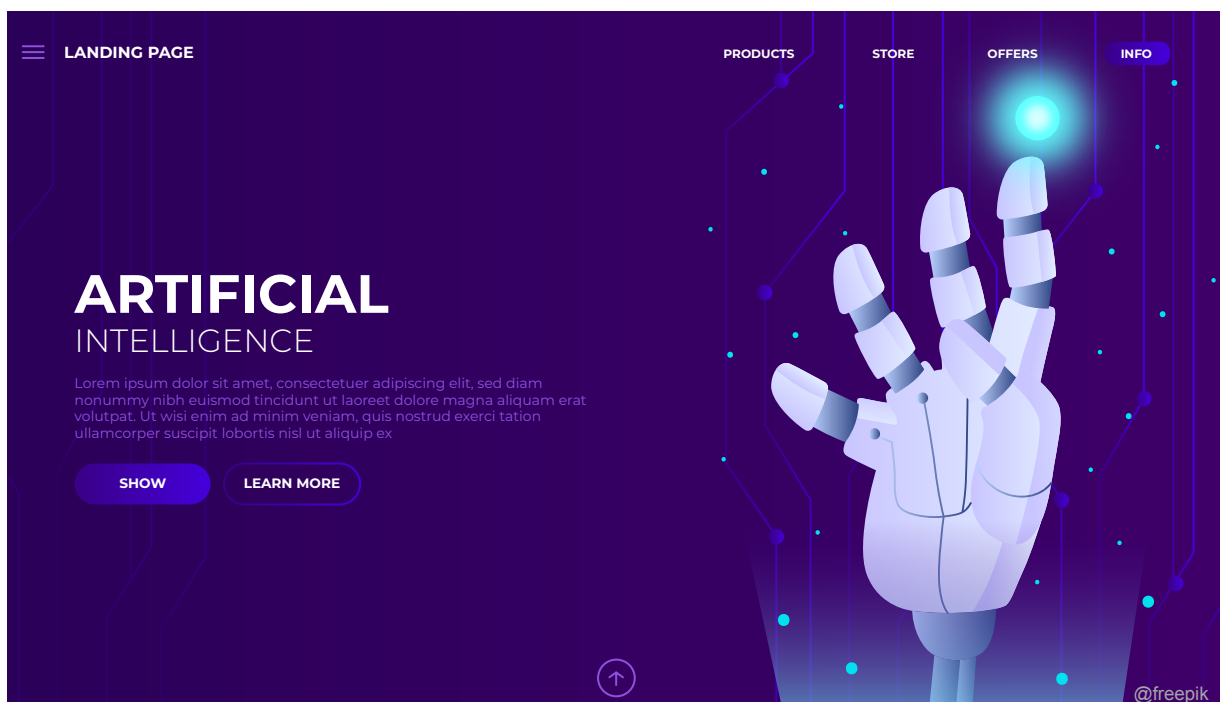 LANDING PAGE
PRODUCTS
STORE
OFFERS
INFO
ARTIFICIAL
INTELLIGENCE
Lorem ipsum dolor sit amet, consectetuer adipiscing elit, sed diam
nonummy nibh euismod tincidunt ut laoreet dolore magna aliquam erat
volutpat. Ut wisi enim ad minim veniam, quis nostrud exerci tation
ullamcorper suscipit lobortis nisl ut aliquip ex
SHOW
LEARN MORE
@freepik